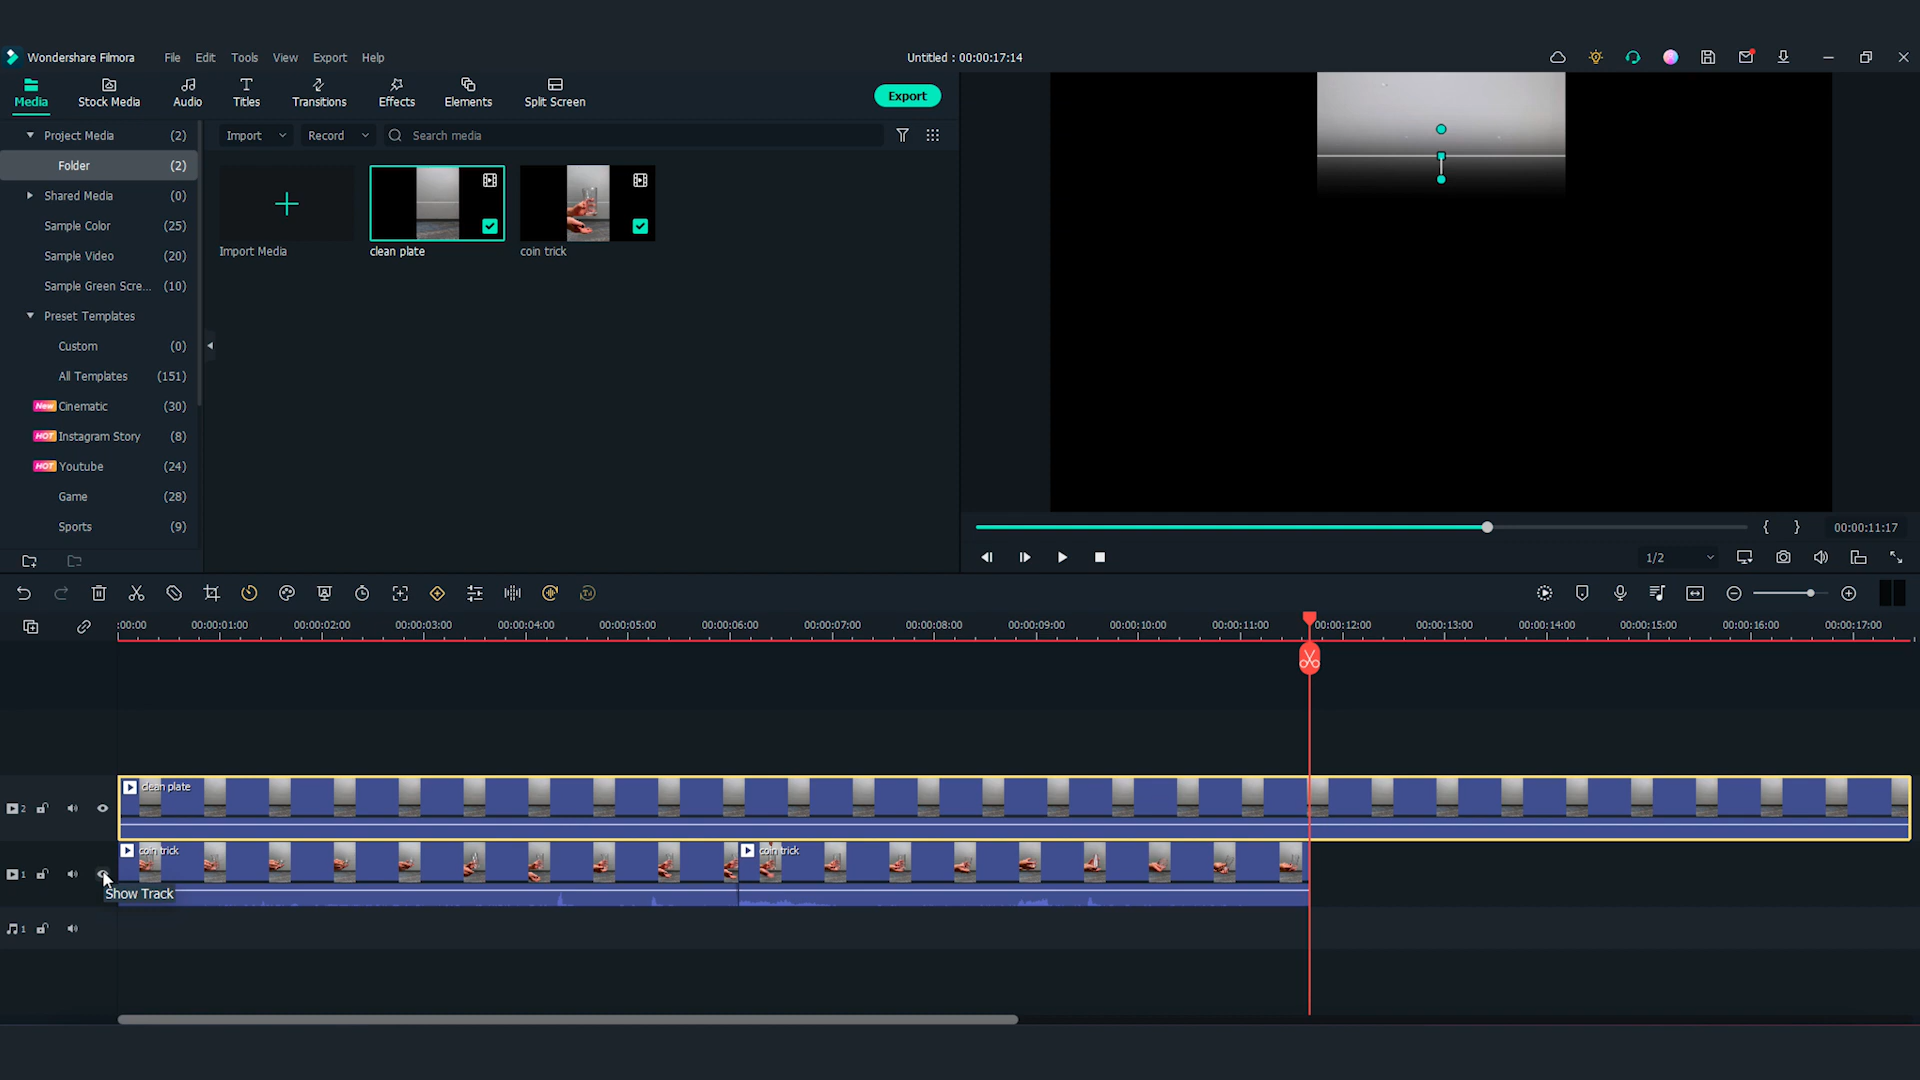 Wondershare Filmora File Edit Tools View Export Help Untitled : 00:00:17:14
Media Stock Media Audio Titles Transitions Effects Elements Split Screen Export
Project Media (2) Import Record Search media
Folder (2)
Shared Media (0)
Sample Color (25)
Sample Video (20)
Import Media clean plate coin trick
Sample Green Scre... (10)
Preset Templates
Custom (0)
All Templates (151)
New Cinematic (30)
HOT Instagram Story (8)
HOT Youtube (24)
Game (28)
Sports (9)
{ } 00:00:11:17
1/2
:00:00 00:00:01:00 00:00:02:00 00:00:03:00 00:00:04:00 00:00:05:00 00:00:06:00 00:00:07:00 00:00:08:00 00:00:09:00 00:00:10:00 00:00:11:00 00:00:12:00 00:00:13:00 00:00:14:00 00:00:15:00 00:00:16:00 00:00:17:00
clean plate
2
coin trick coin trick
1
Show Track
1